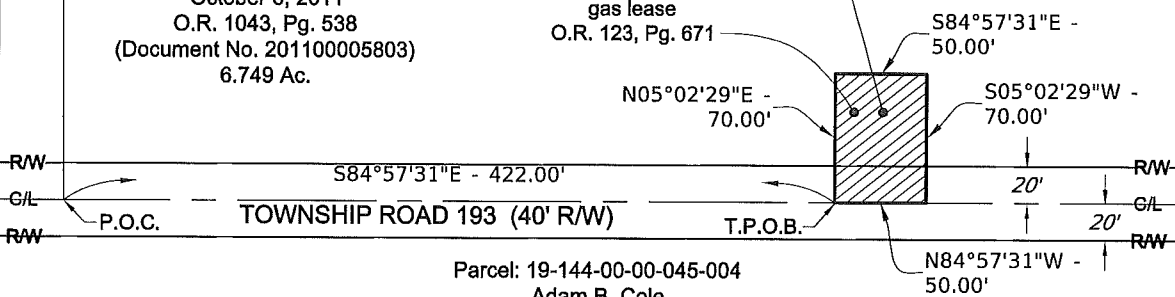 October 6, 2011
O.R. 1043, Pg. 538
(Document No. 201100005803)
6.749 Ac.
gas lease
O.R. 123, Pg. 671
S84°57'31"E -
50.00'
N05°02'29"E -
70.00'
S05°02'29"W -
70.00'
R/W
R/W
S84°57'31"E - 422.00'
20'
C/L
C/L
P.O.C.
TOWNSHIP ROAD 193 (40' R/W)
T.P.O.B.
20'
R/W
R/W
N84°57'31"W -
50.00'
Parcel: 19-144-00-00-045-004
Adam B. Cole